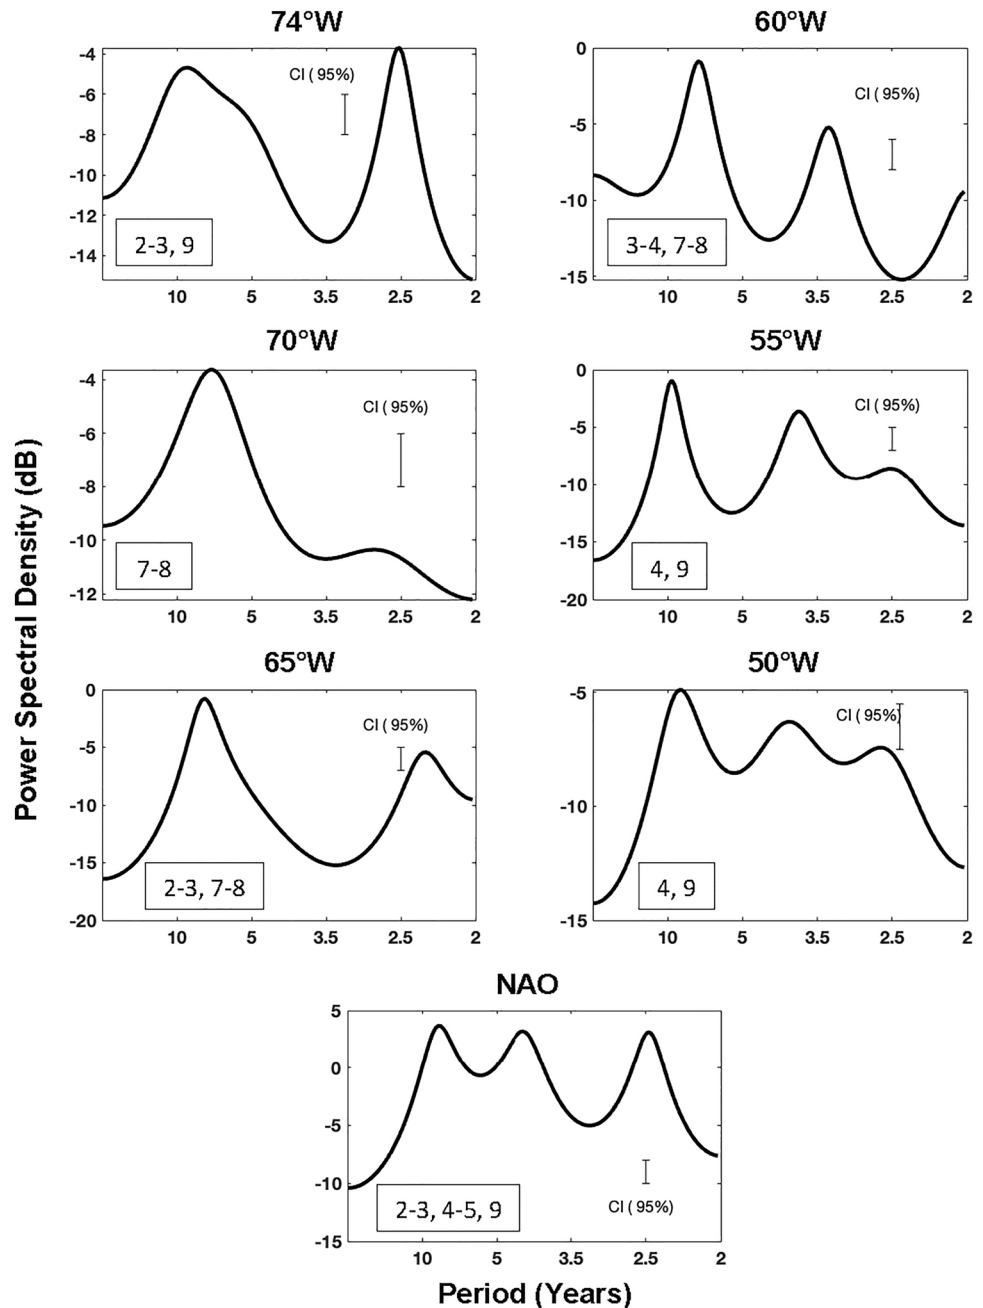 74°W
-4
-6
-8
-10
-12
-14
CI ( 95%)
2-3, 9
10 5 3.5 2.5 2
60°W
0
-5
-10
-15
CI ( 95%)
3-4, 7-8
10 5 3.5 2.5 2
70°W
-4
-6
-8
-10
-12
CI ( 95%)
7-8
10 5 3.5 2.5 2
55°W
0
-5
-10
-15
-20
CI ( 95%)
4, 9
10 5 3.5 2.5 2
Power Spectral Density (dB)
65°W
0
-5
-10
-15
-20
CI ( 95%)
2-3, 7-8
10 5 3.5 2.5 2
50°W
-5
-10
-15
CI ( 95%)
4, 9
10 5 3.5 2.5 2
NAO
5
0
-5
-10
-15
CI ( 95%)
2-3, 4-5, 9
10 5 3.5 2.5 2
Period (Years)